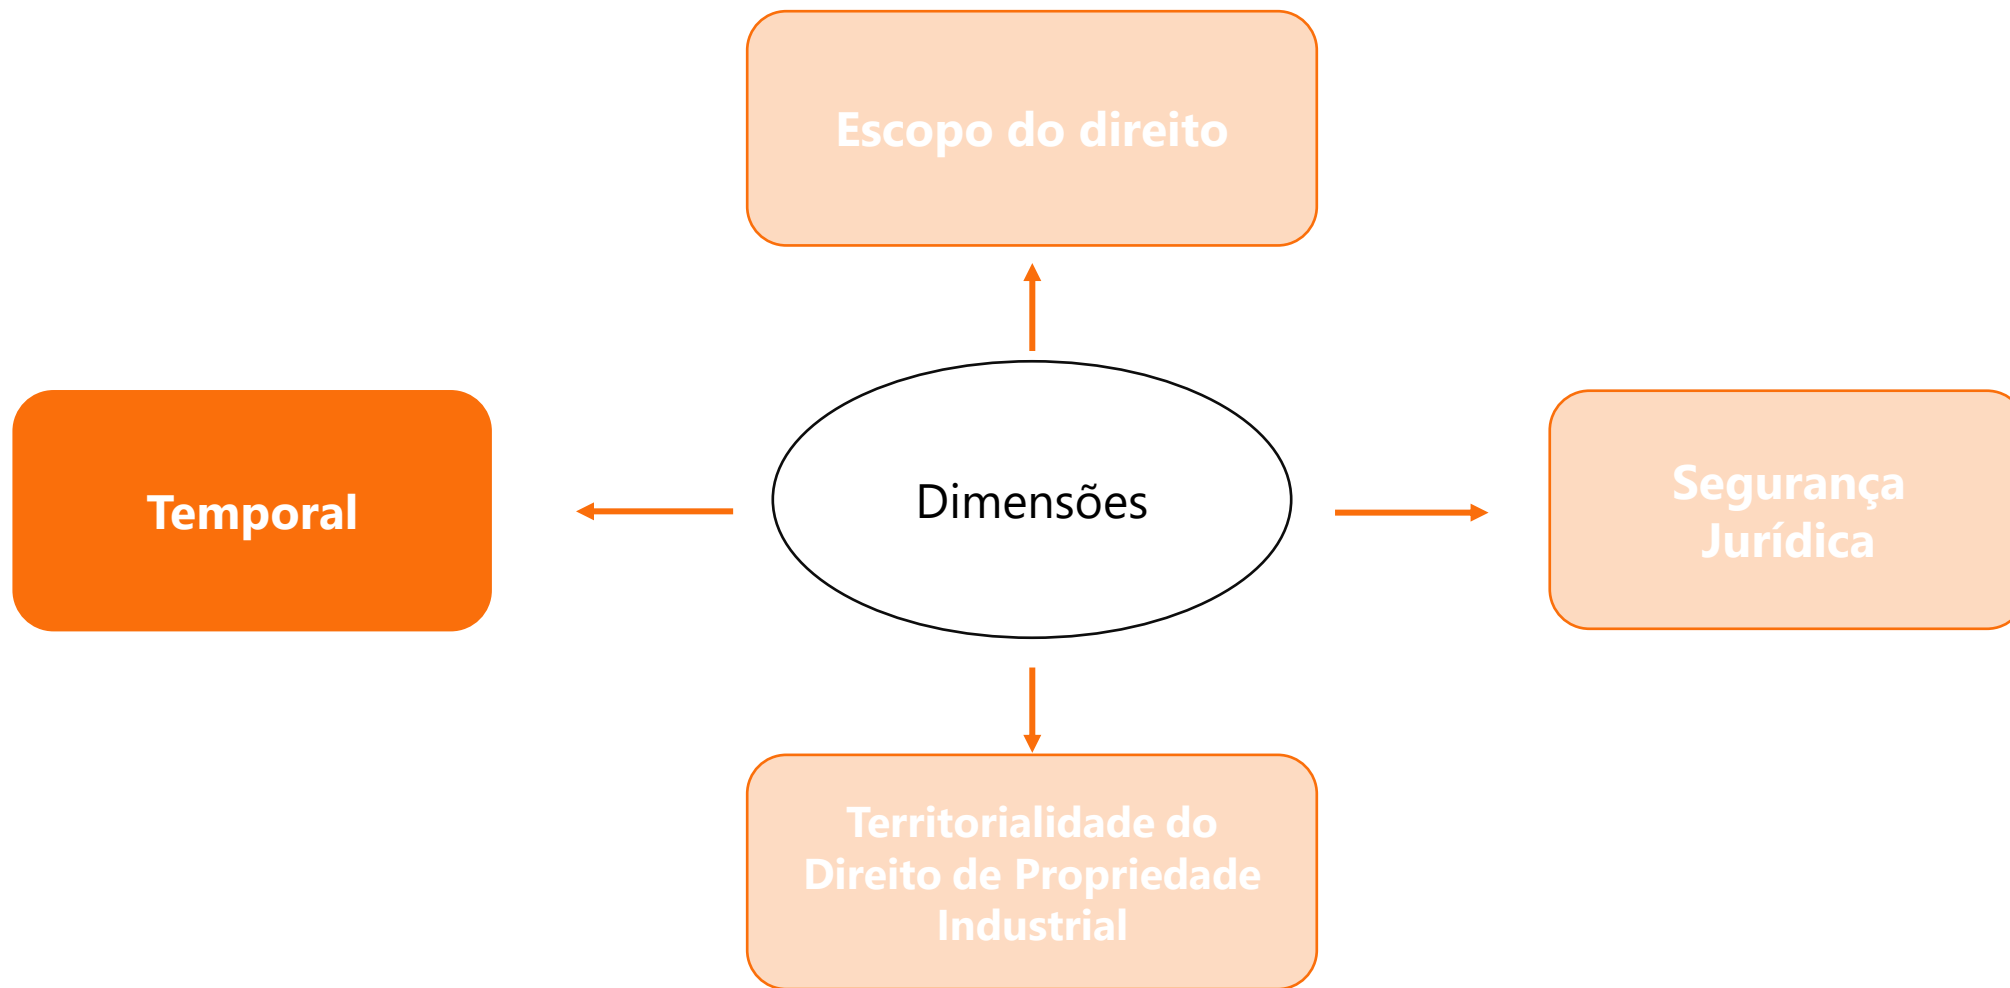 Escopo do direito
Temporal
Dimensões
Segurança
Jurídica
Territorialidade do
Direito de Propriedade
Industrial